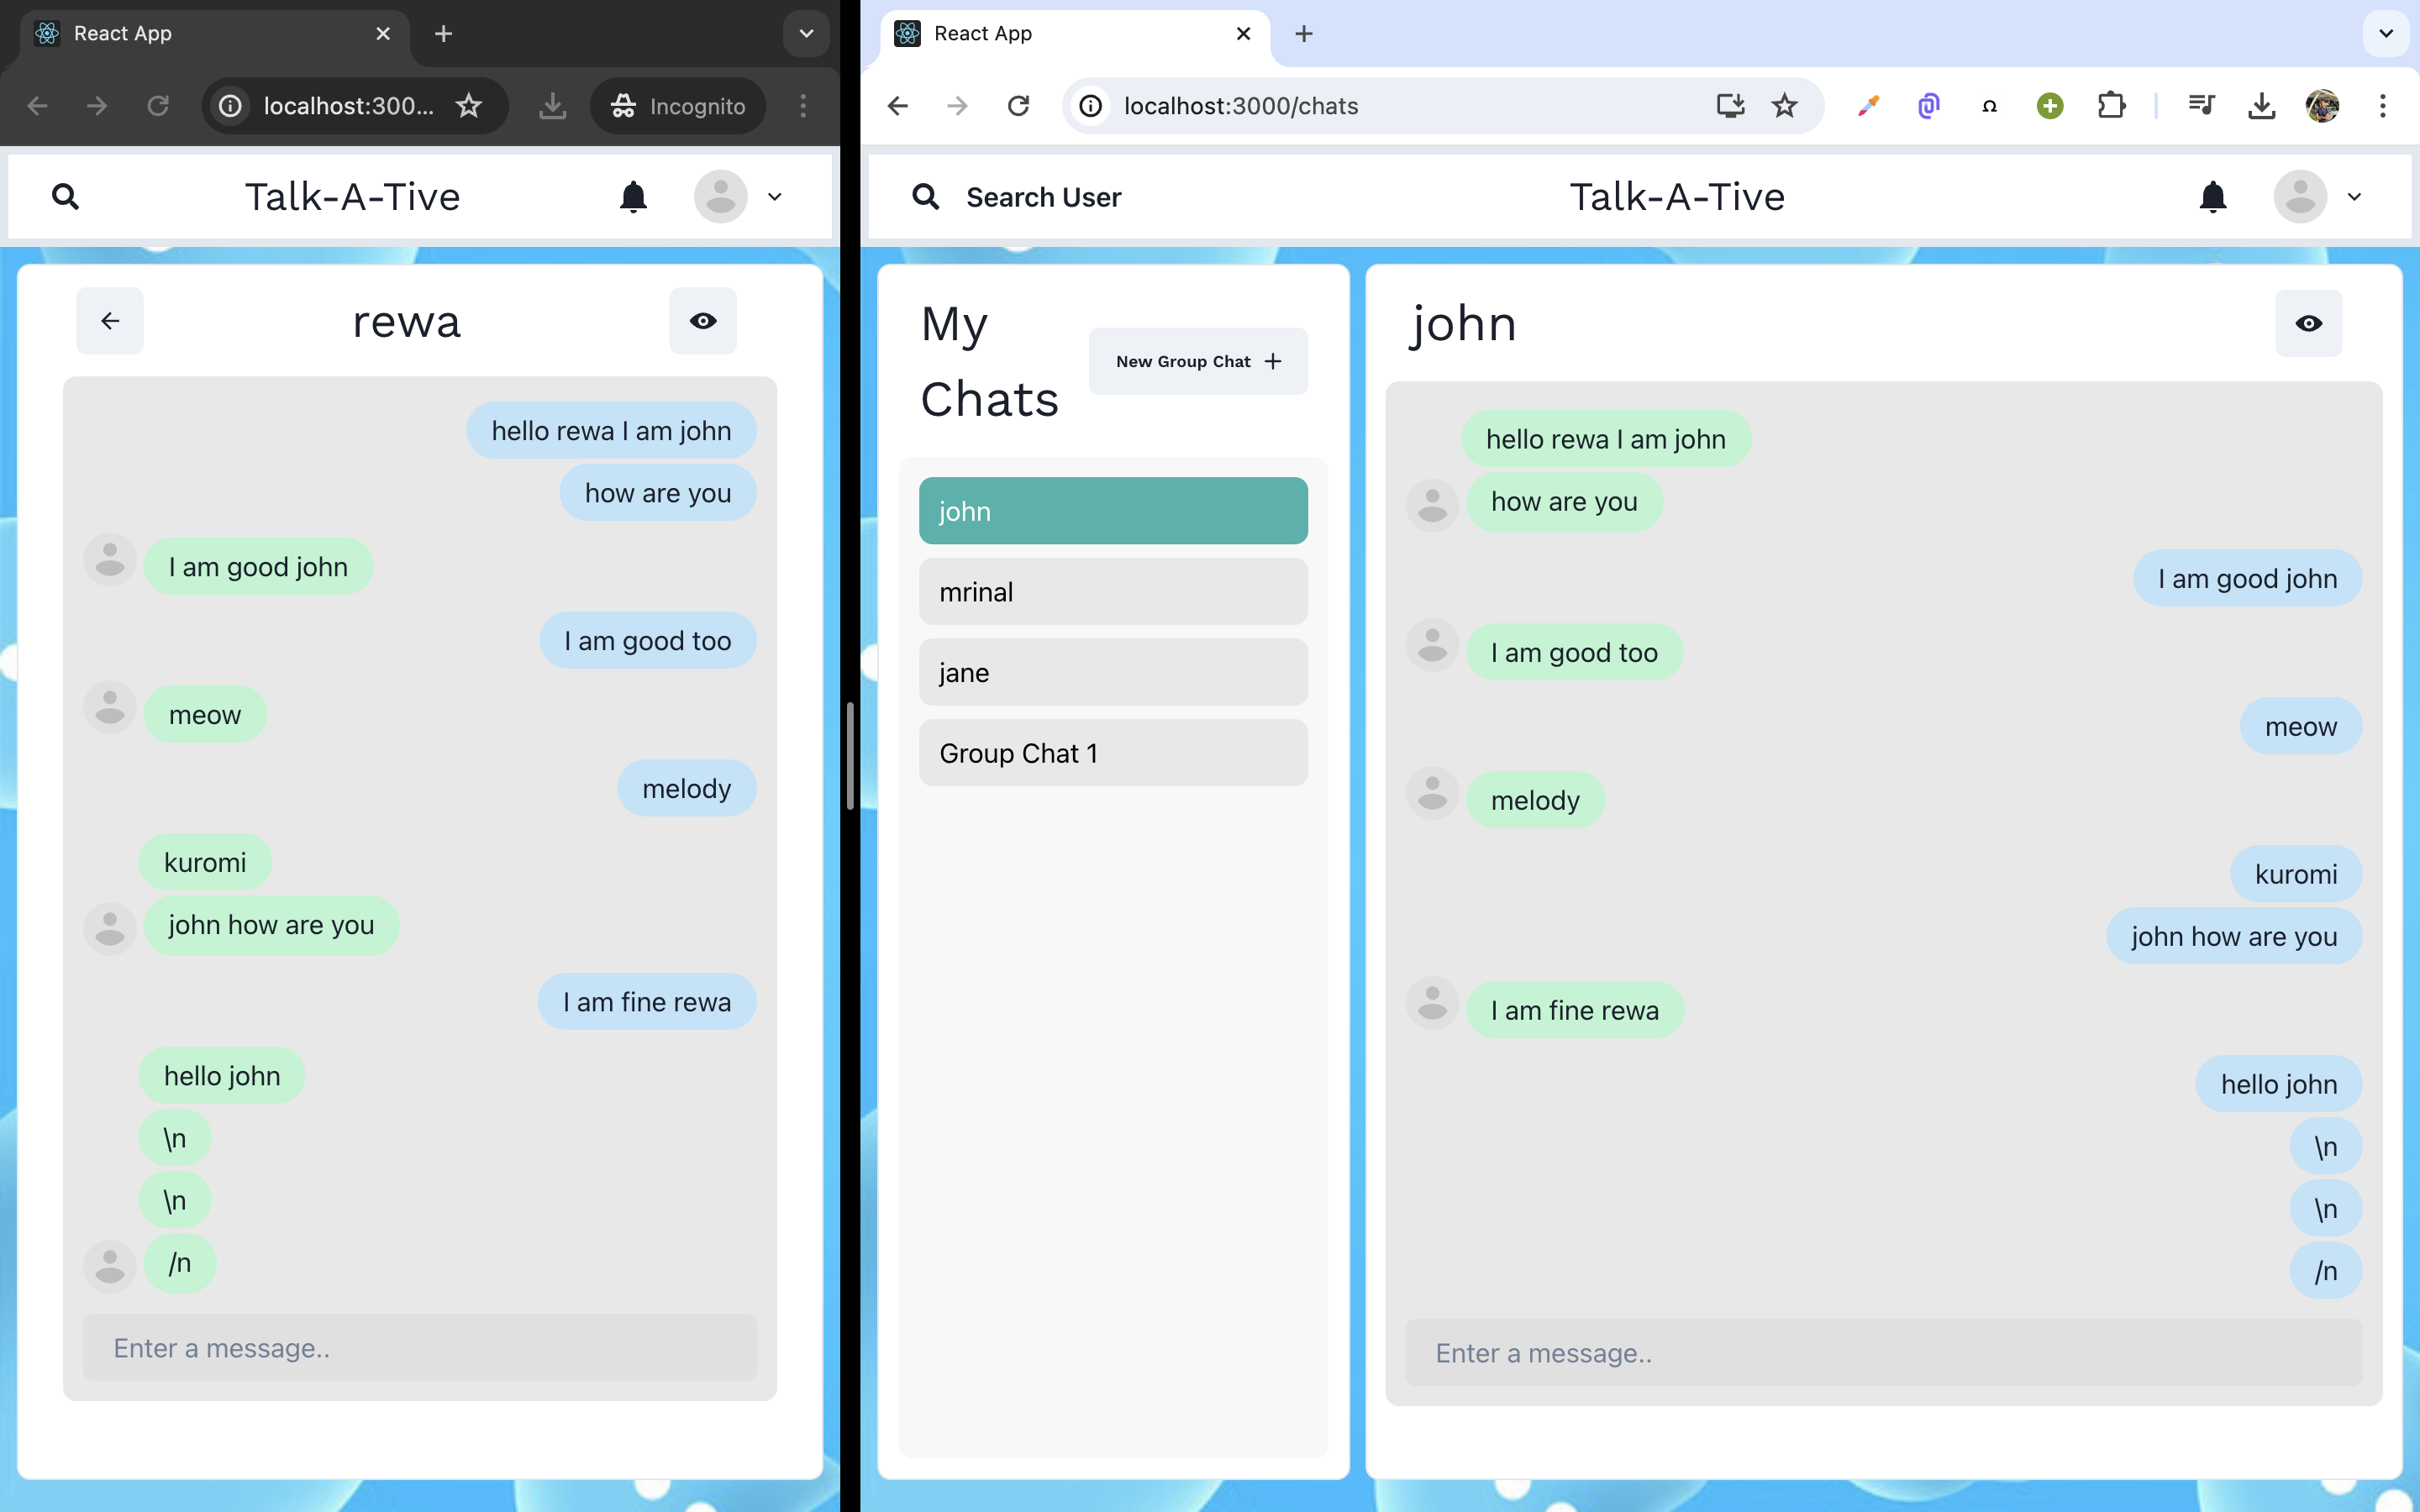 React App
localhost:300...
Incognito
Talk-A-Tive
rewa
hello rewa I am john
how are you
I am good john
I am good too
meow
melody
kuromi
john how are you
I am fine rewa
hello john
\n
\n
/n
Enter a message..
React App
localhost:3000/chats
Search User
Talk-A-Tive
My
Chats
New Group Chat
john
mrinal
jane
Group Chat 1
john
hello rewa I am john
how are you
I am good john
I am good too
meow
melody
kuromi
john how are you
I am fine rewa
hello john
\n
\n
/n
Enter a message..